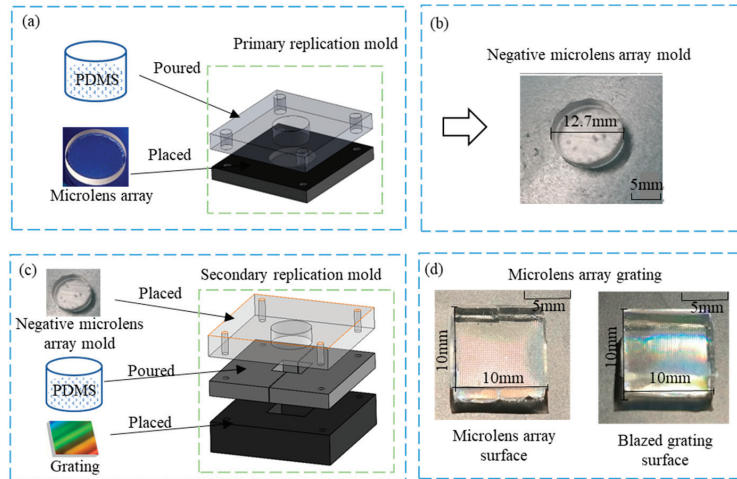 (a)
Primary replication mold
PDMS
Poured
Placed
Microlens array
(b)
Negative microlens array mold
12.7mm
5mm
(c)
Secondary replication mold
Placed
Negative microlens
array mold
Poured
PDMS
Placed
Grating
(d)
Microlens array grating
5mm
5mm
10mm
10mm
10mm
10mm
Microlens array
surface
Blazed grating
surface